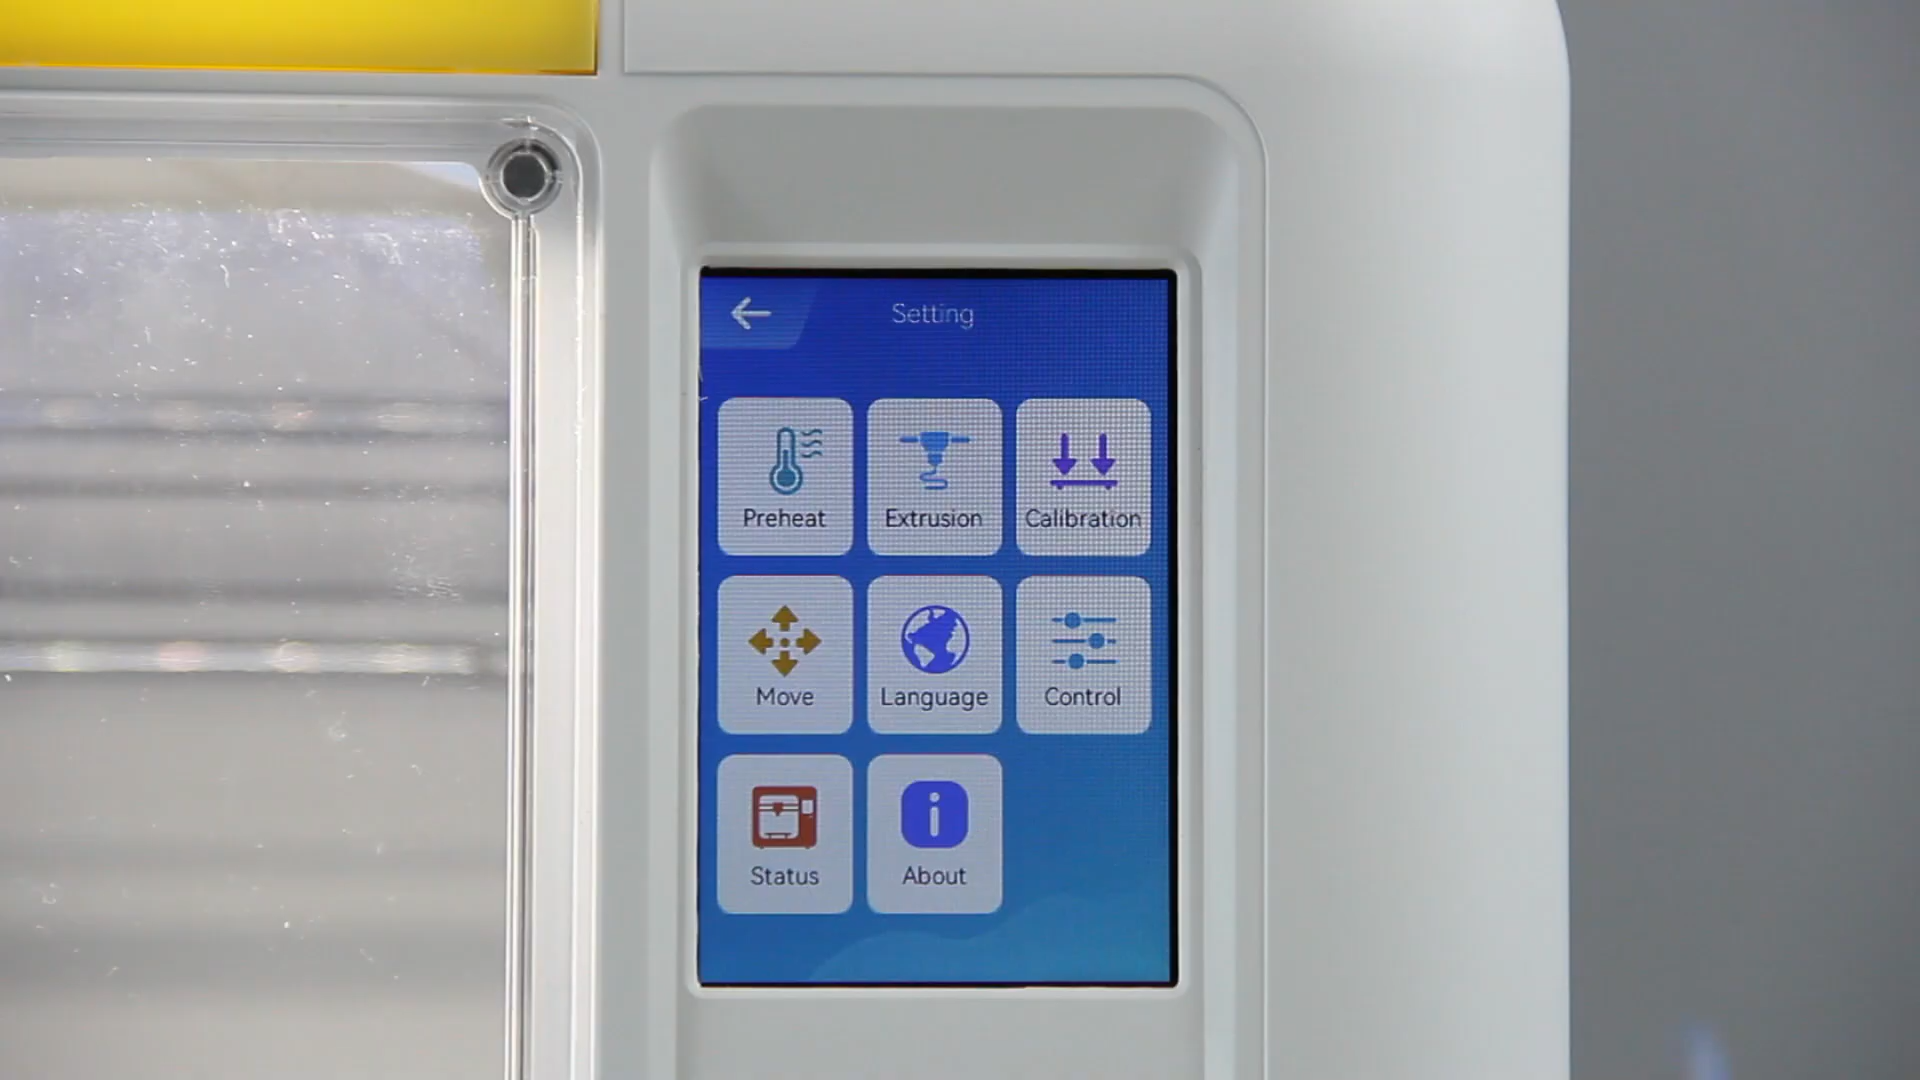 Setting
Preheat
Extrusion
Calibration
Move
Language
Control
Status
About